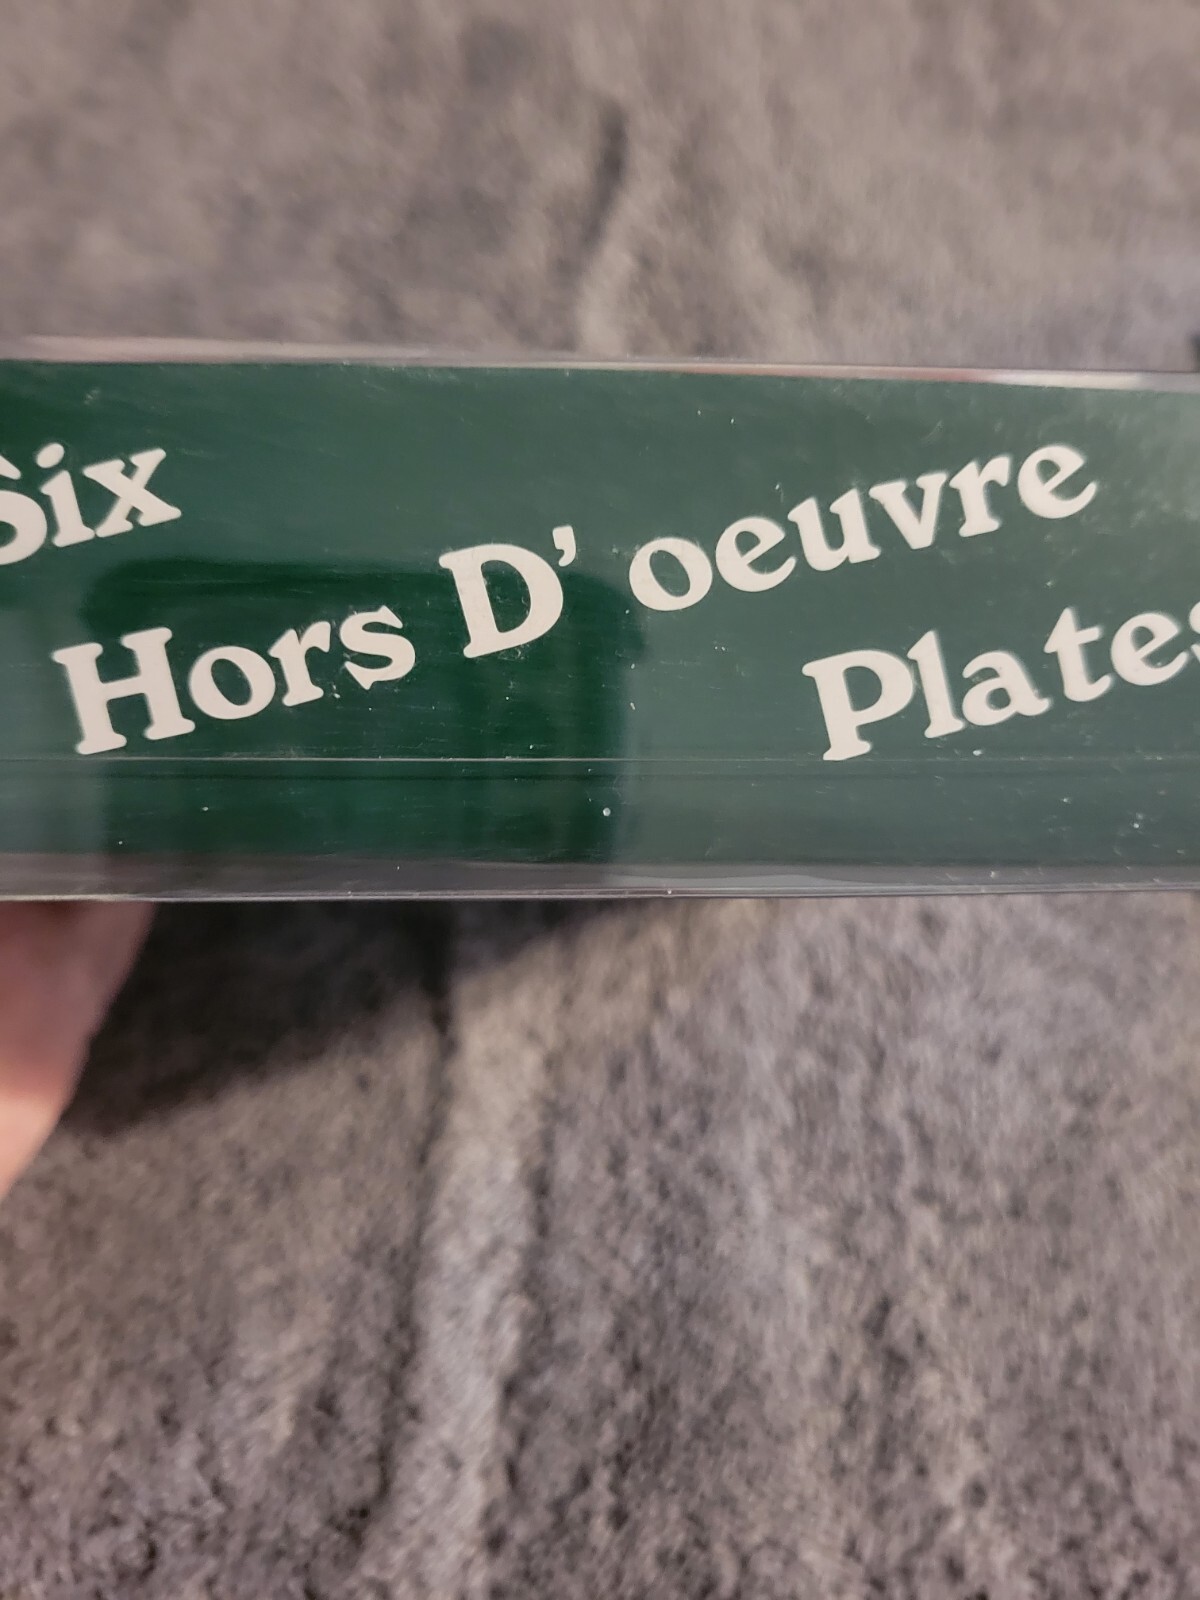 Six
Hors D'oeuvre
Plates